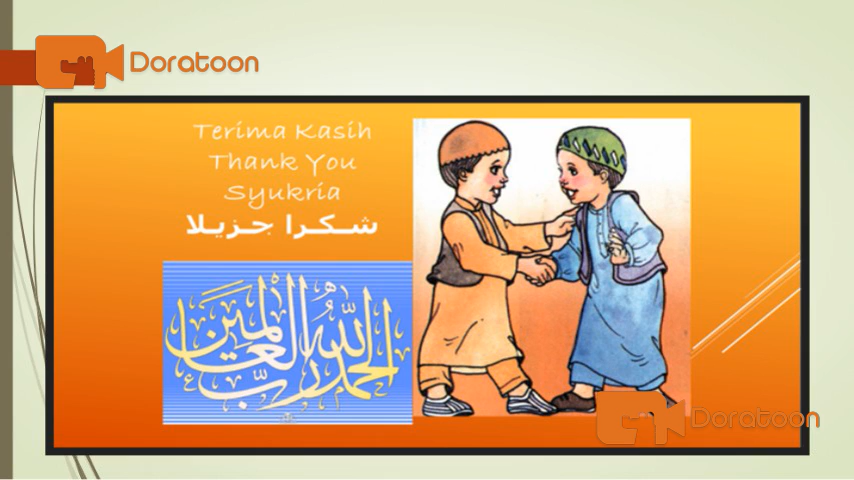 Doratoon
Terima Kasih
Thank You
Syukria
شكرا جزيلا
الحمد لله رب العالمين
Doratoon